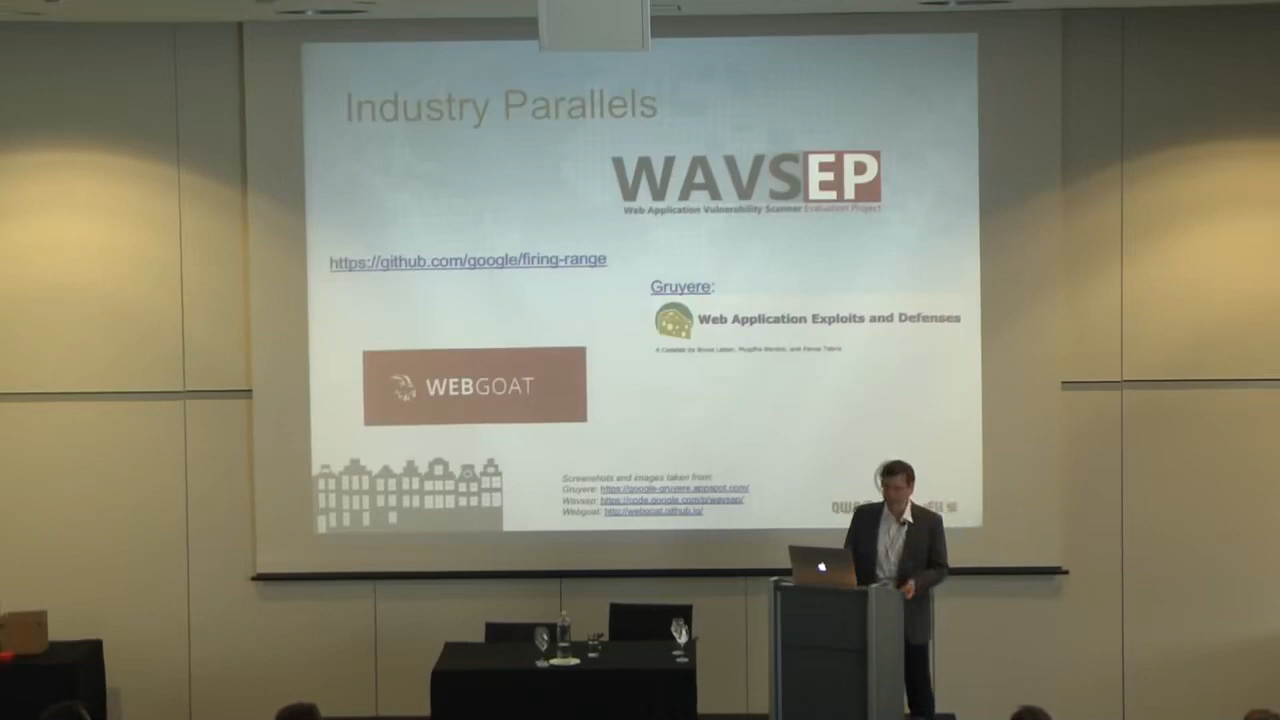 Industry Parallels
WAVSEP
Web Application Vulnerability Scanner Evaluation Project
https://github.com/google/firing-range
Gruyere:
Web Application Exploits and Defenses
WEBGOAT
Screenshots and images taken from:
Gruyere: https://google-gruyere.appspot.com/
Wavsep: https://code.google.com/p/wavsep/
Webgoat: http://webgoat.github.io/